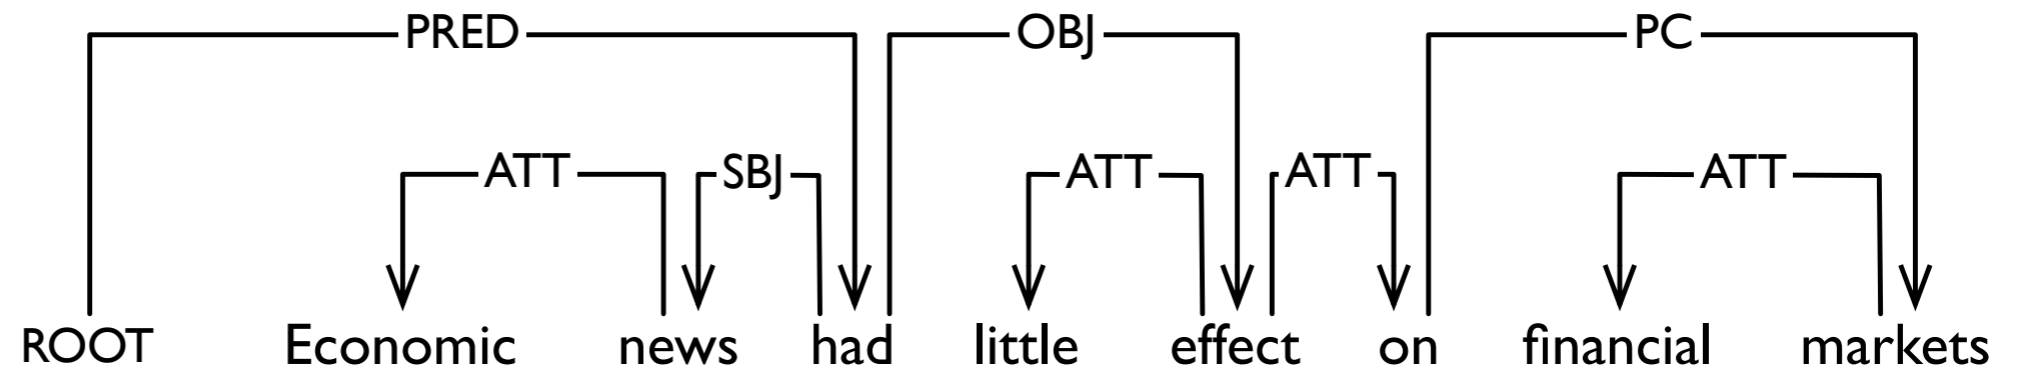 PRED OBJ PC
ATT SBJ ATT ATT ATT
ROOT Economic news had little effect on financial markets